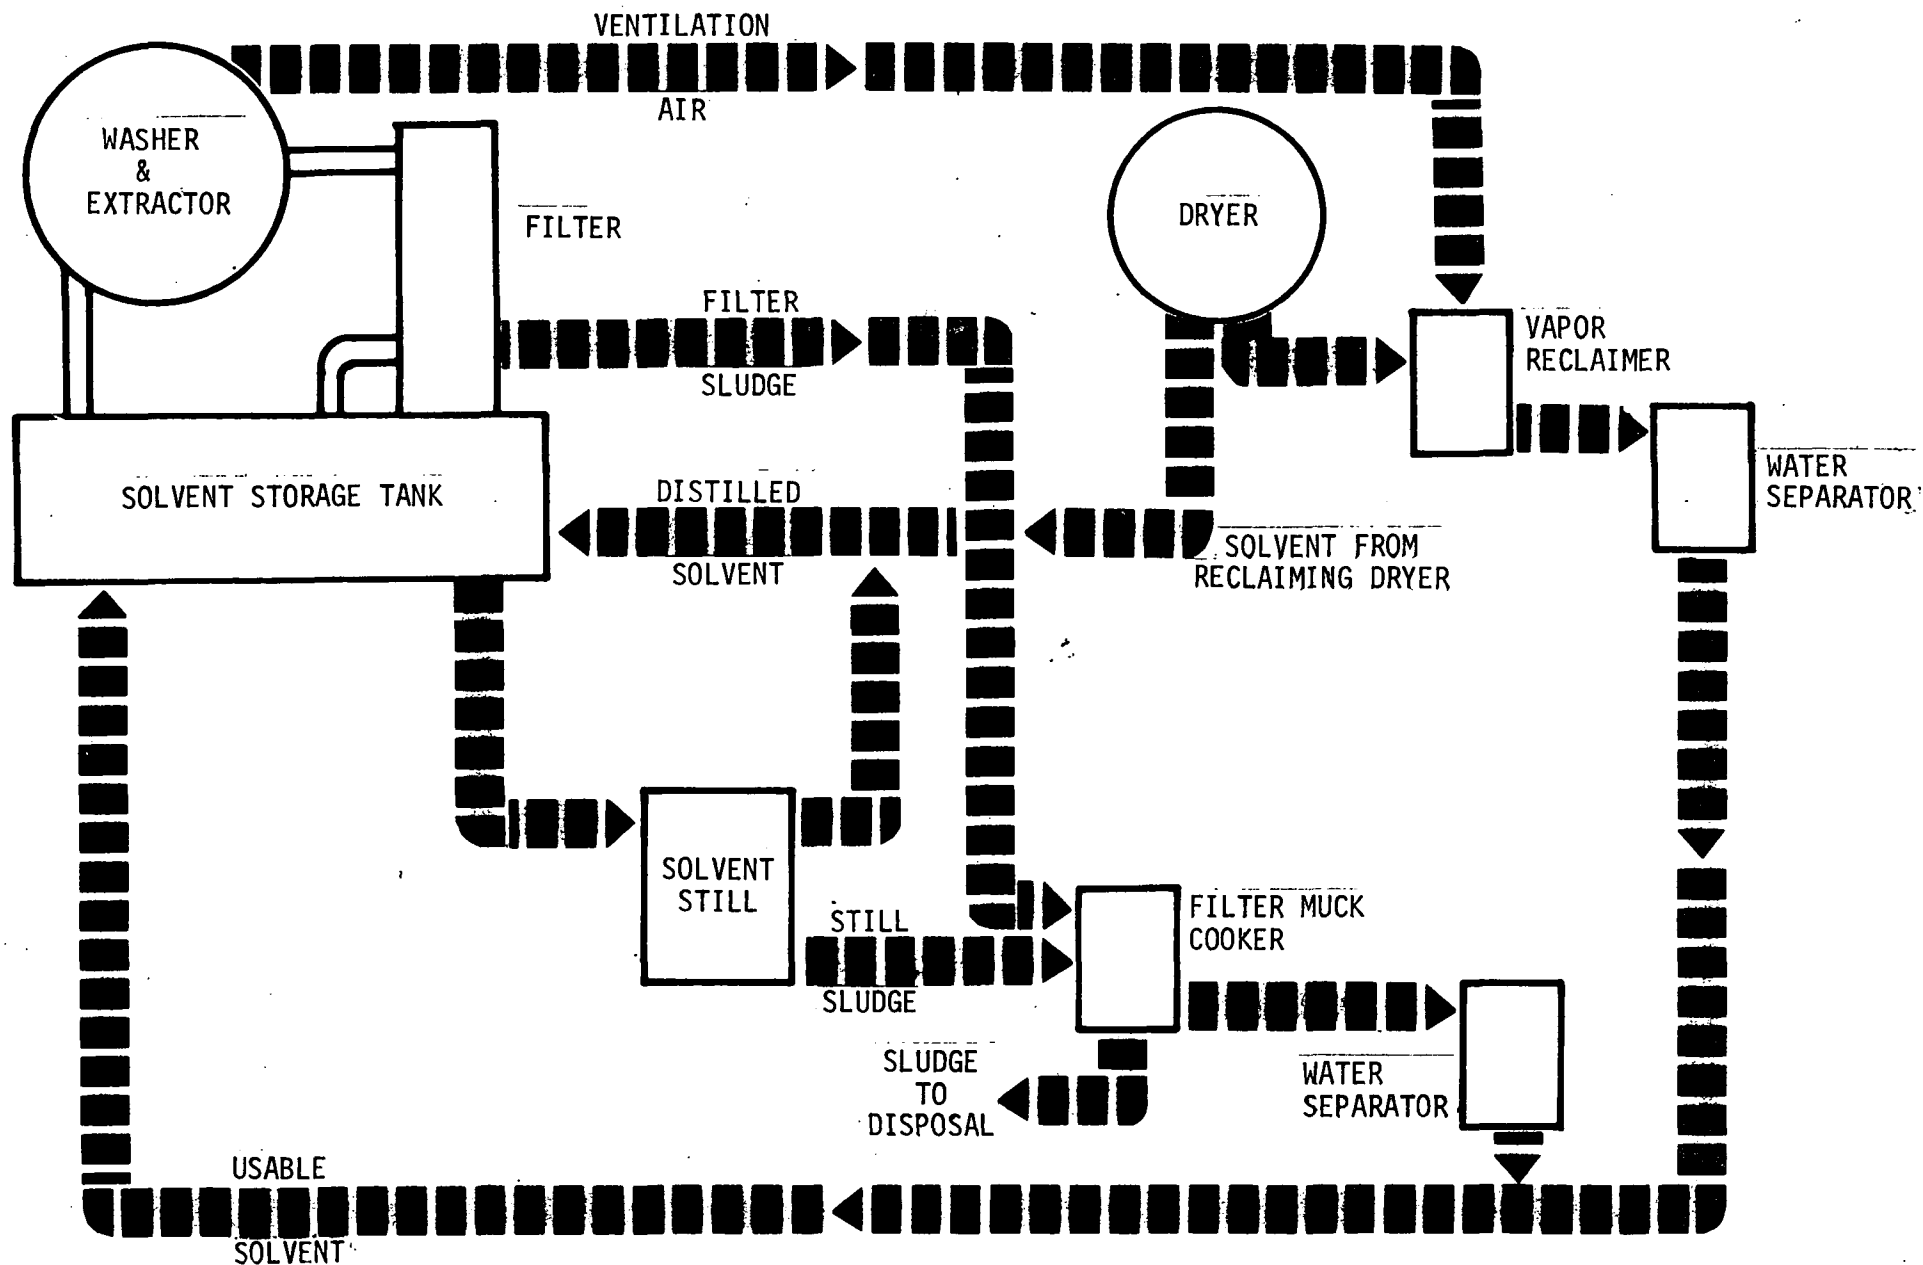 VENTILATION
AIR
WASHER
&
EXTRACTOR
FILTER
DRYER
FILTER
SLUDGE
VAPOR
RECLAIMER
WATER
SEPARATOR
SOLVENT STORAGE TANK
DISTILLED
SOLVENT
SOLVENT FROM
RECLAIMING DRYER
SOLVENT
STILL
STILL
SLUDGE
FILTER MUCK
COOKER
SLUDGE
TO
DISPOSAL
WATER
SEPARATOR
USABLE
SOLVENT